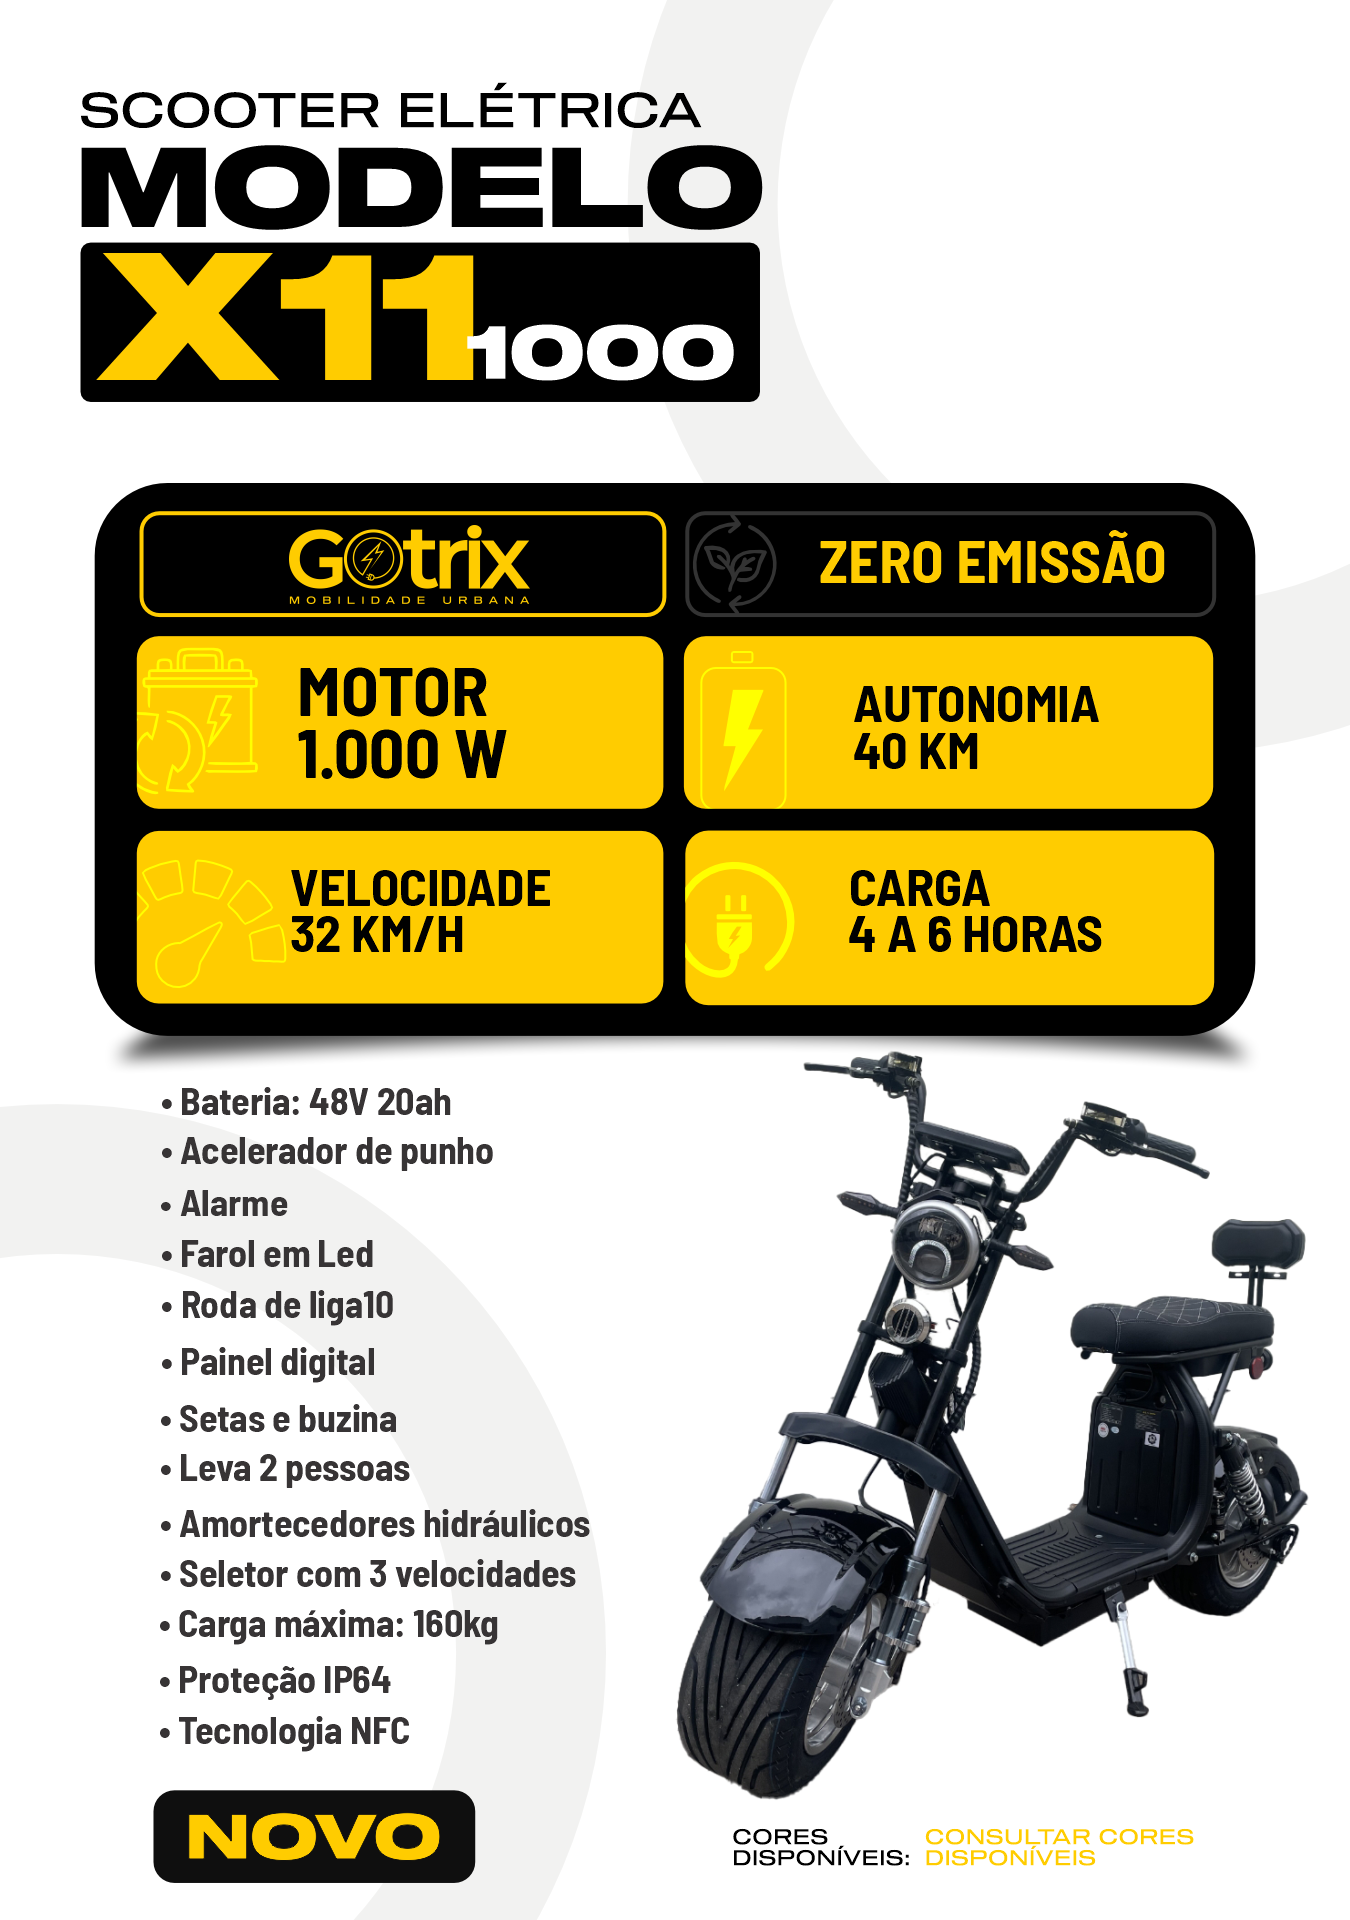 SCOOTER ELÉTRICA
MODELO
X11 1000
GOtrix
MOBILIDADE URBANA
ZERO EMISSÃO
MOTOR
1.000 W
AUTONOMIA
40 KM
VELOCIDADE
32 KM/H
CARGA
4 A 6 HORAS
• Bateria: 48V 20ah
• Acelerador de punho
• Alarme
• Farol em Led
• Roda de liga10
• Painel digital
• Setas e buzina
• Leva 2 pessoas
• Amortecedores hidráulicos
• Seletor com 3 velocidades
• Carga máxima: 160kg
• Proteção IP64
• Tecnologia NFC
NOVO
CORES
DISPONÍVEIS:
CONSULTAR CORES
DISPONÍVEIS